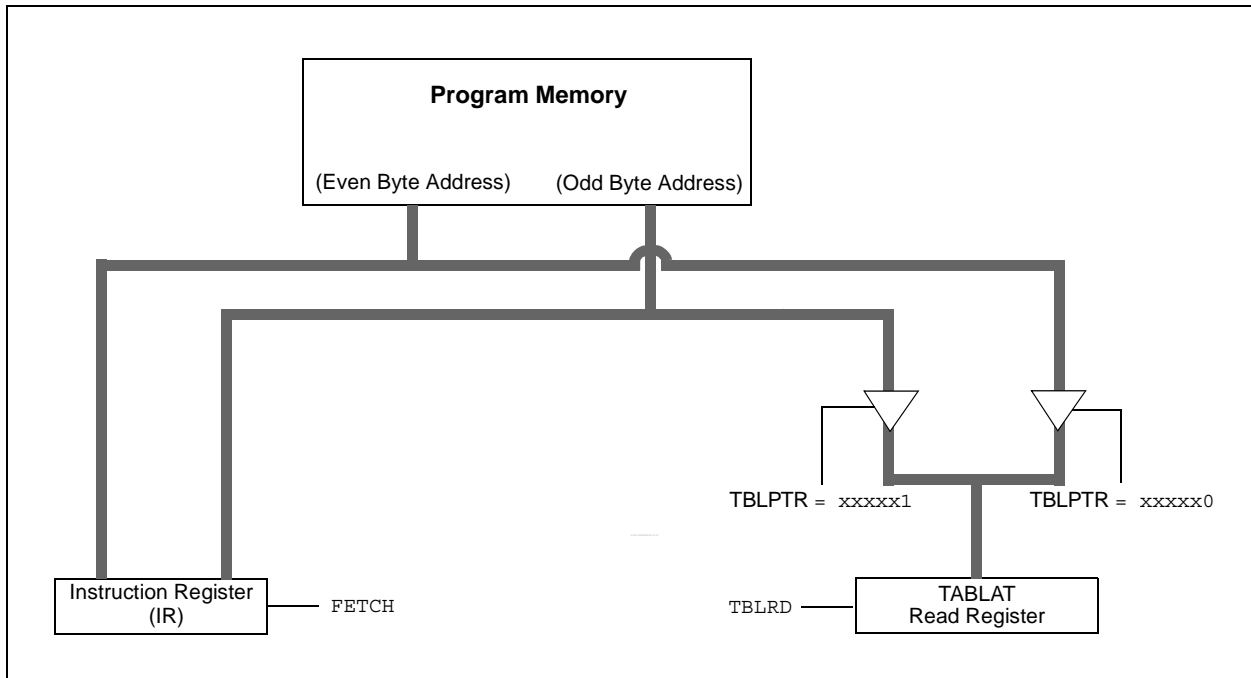 Program Memory
(Even Byte Address) (Odd Byte Address)
TBLPTR = xxxxx1 TBLPTR = xxxxx0
Instruction Register
(IR)
FETCH
TBLRD
TABLAT
Read Register